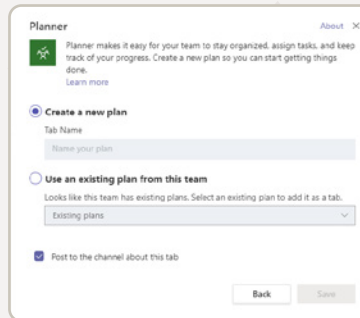 Planner
About
Planner makes it easy for your team to stay organized, assign tasks, and keep
track of your progress. Create a new plan so you can start getting things
done.
Learn more
Create a new plan
Tab Name
Name your plan
Use an existing plan from this team
Looks like this team has existing plans. Select an existing plan to add it as a tab.
Existing plans
Post to the channel about this tab
Back
Save